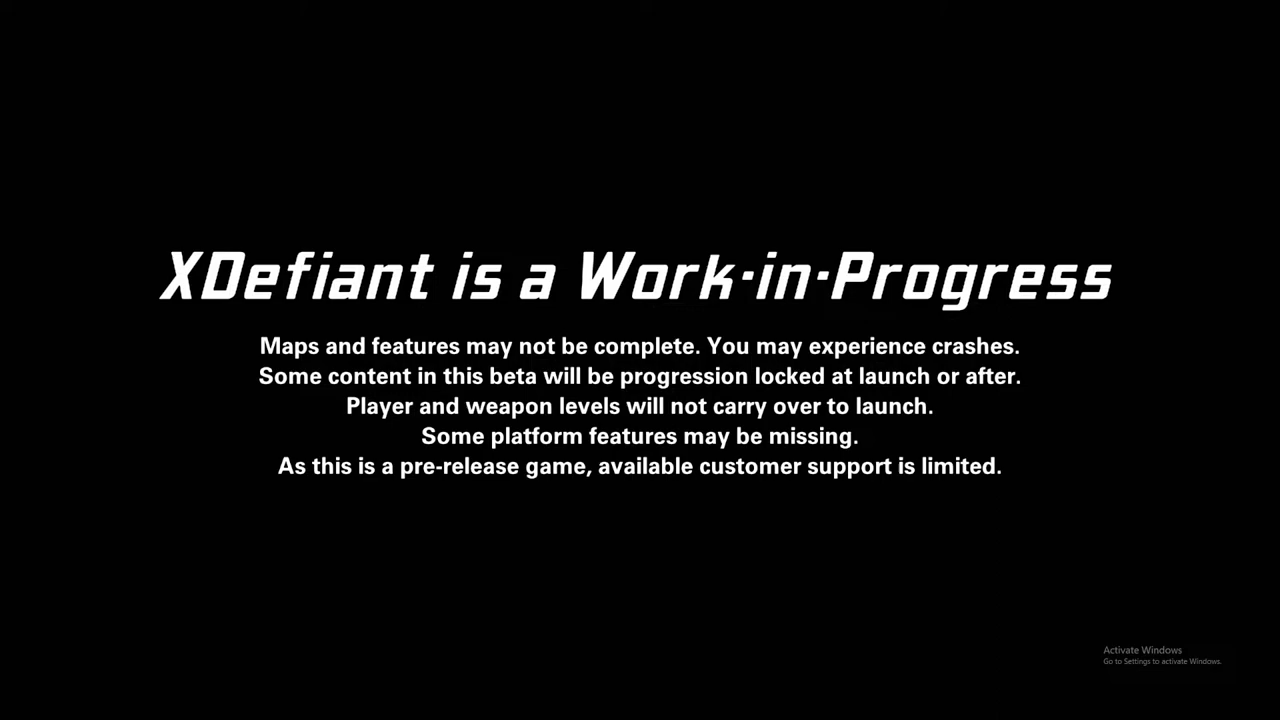 XDefiant is a Work-in-Progress
Maps and features may not be complete. You may experience crashes.
Some content in this beta will be progression locked at launch or after.
Player and weapon levels will not carry over to launch.
Some platform features may be missing.
As this is a pre-release game, available customer support is limited.
Activate Windows
Go to Settings to activate Windows.